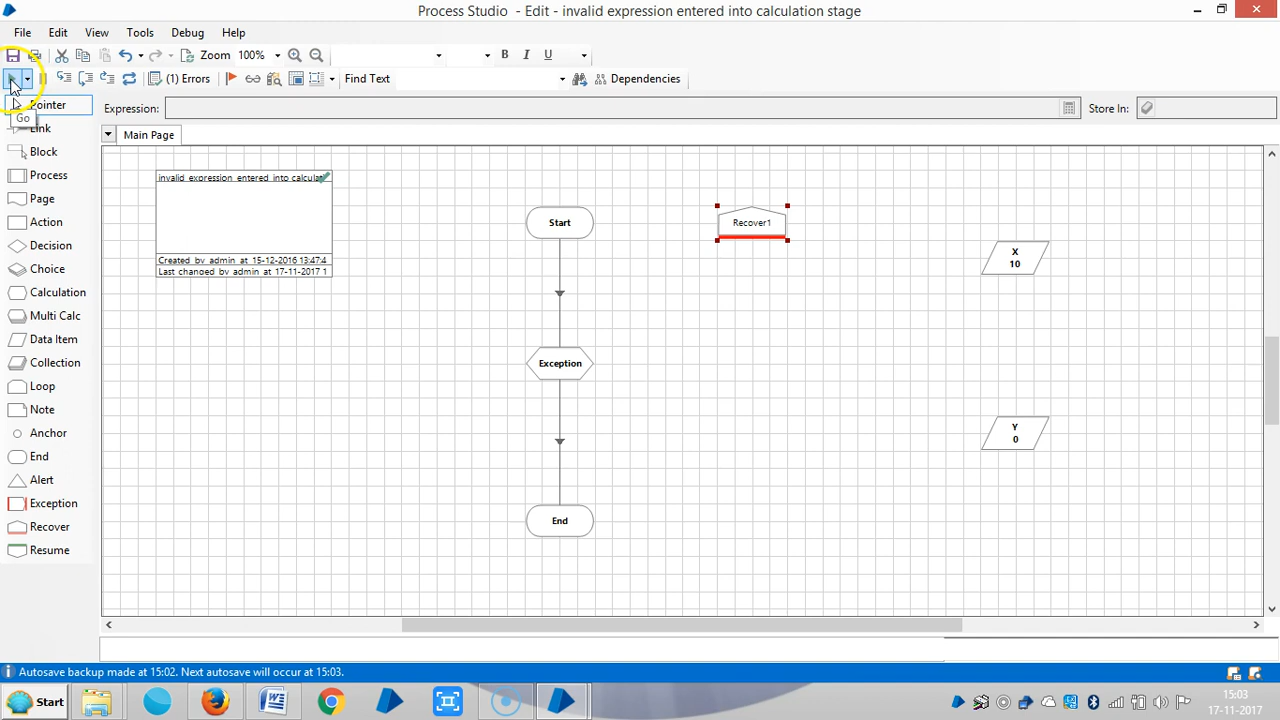 Process Studio - Edit - invalid expression entered into calculation stage
File Edit View Tools Debug Help
Zoom 100% B I U
(1) Errors Find Text Dependencies
Pointer
Go
Link
Block
Process
Page
Action
Decision
Choice
Calculation
Multi Calc
Data Item
Collection
Loop
Note
Anchor
End
Alert
Exception
Recover
Resume
Expression: Store In:
Main Page
invalid expression entered into calculat
Created by admin at 15-12-2016 13:47:4
Last changed by admin at 17-11-2017 1
Start
Exception
End
Recover1
X
10
Y
0
Autosave backup made at 15:02. Next autosave will occur at 15:03.
Start
15:03
17-11-2017